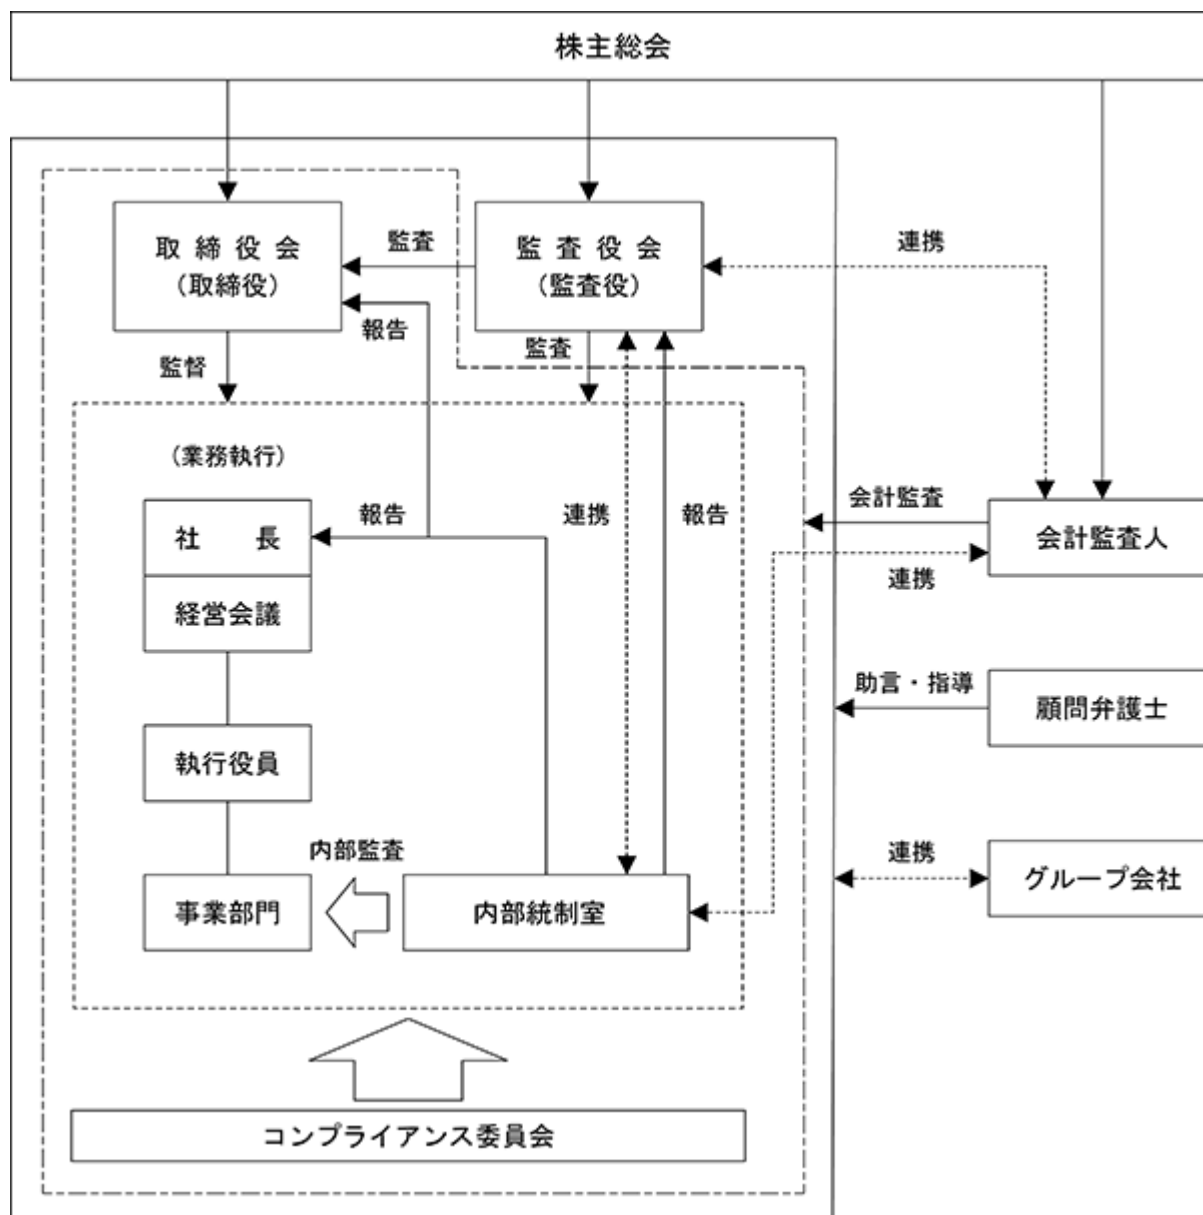 株主総会
取締役会
（取締役）
監査
監査役会
（監査役）
連携
報告
監督
監査
（業務執行）
社　　長
報告
連携
報告
会計監査
会計監査人
連携
経営会議
助言・指導
顧問弁護士
執行役員
内部監査
連携
グループ会社
事業部門
内部統制室
コンプライアンス委員会